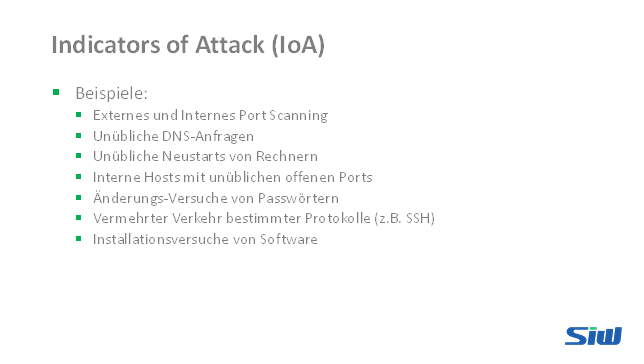 Indicators of Attack (IoA)
Beispiele:
Externes und Internes Port Scanning
Unübliche DNS-Anfragen
Unübliche Neustarts von Rechnern
Interne Hosts mit unüblichen offenen Ports
Änderungs-Versuche von Passwörtern
Vermehrter Verkehr bestimmter Protokolle (z.B. SSH)
Installationsversuche von Software
SiW